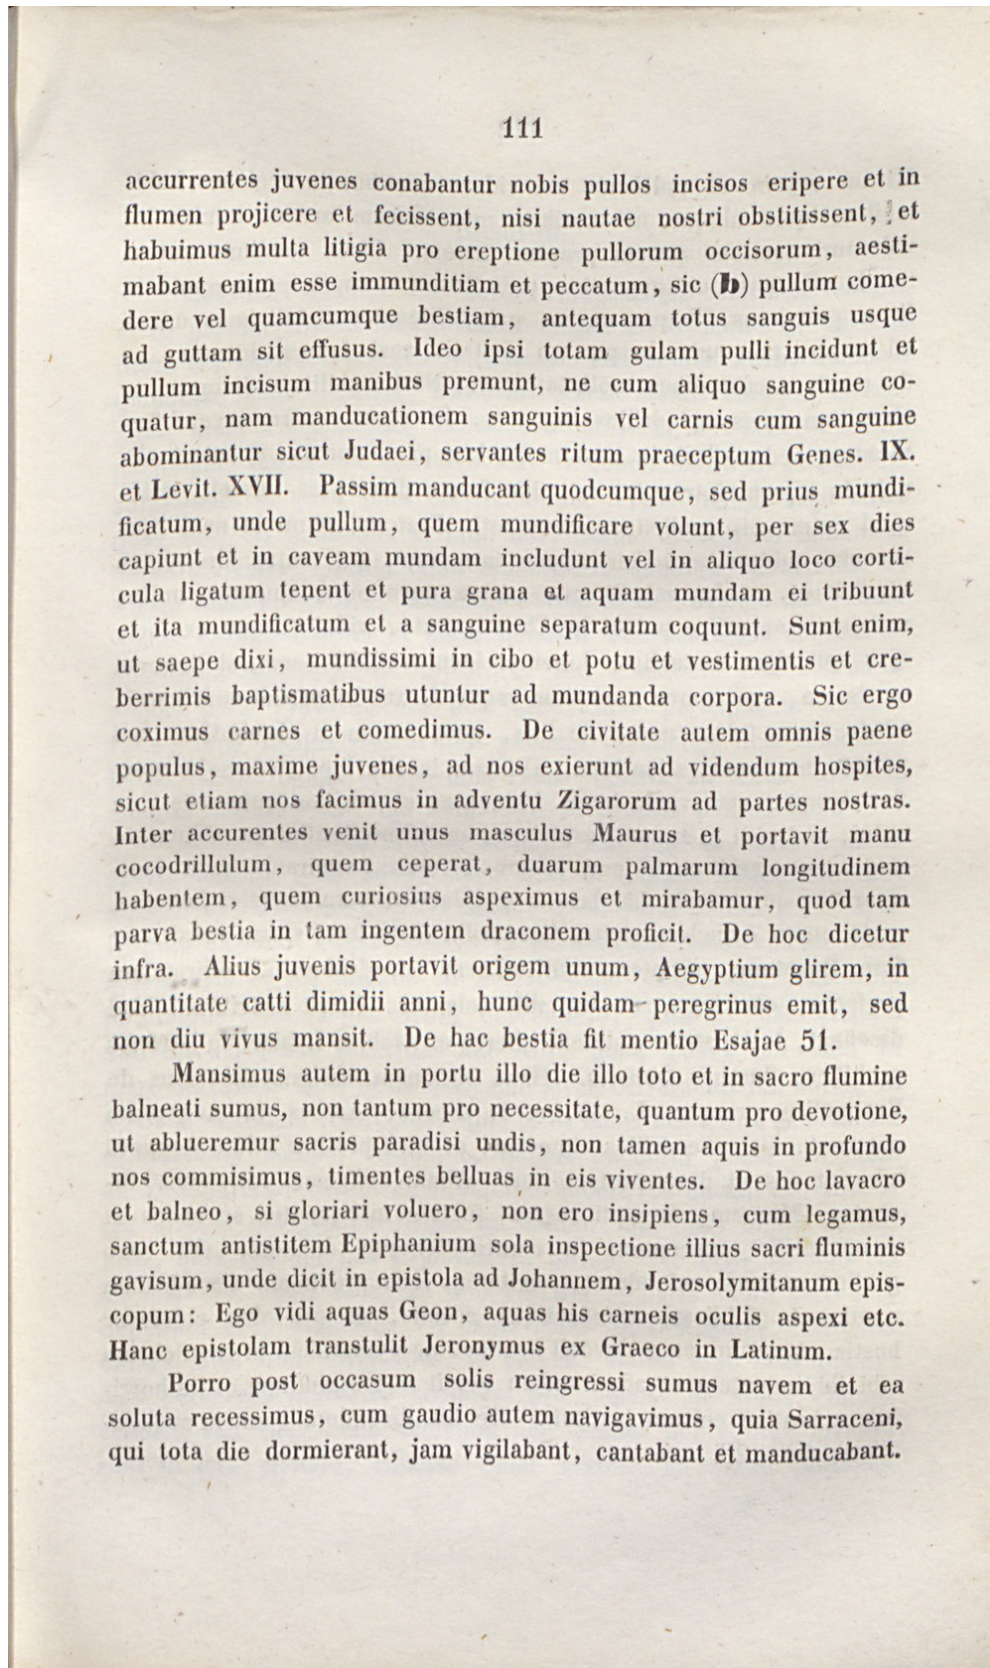 111
accurrentes juvenes conabantur nobis pullos incisos eripere et in
flumen projicere et fecissent, nisi nautae nostri obstitissent, et
habuimus multa litigia pro ereptione pullorum occisorum, aesti-
mabant enim esse immunditiam et peccatum, sic (b) pullum come-
dere vel quamcumque bestiam, antequam totus sanguis usque
ad guttam sit effusus. Ideo ipsi totam gulam pulli incidunt et
pullum incisum manibus premunt, ne cum aliquo sanguine co-
quatur, nam manducationem sanguinis vel carnis cum sanguine
abominantur sicut Judaei, servantes ritum praeceptum Genes. IX.
et Levit. XVII. Passim manducant quodcumque, sed prius mundi-
ficatum, unde pullum, quem mundificare volunt, per sex dies
capiunt et in caveam mundam includunt vel in aliquo loco corti-
cula ligatum tenent et pura grana et aquam mundam ei tribuunt
et ita mundificatum et a sanguine separatum coquunt. Sunt enim,
ut saepe dixi, mundissimi in cibo et potu et vestimentis et cre-
berrimis baptismatibus utuntur ad mundanda corpora. Sic ergo
coximus carnes et comedimus. De civitate autem omnis paene
populus, maxime juvenes, ad nos exierunt ad videndum hospites,
sicut etiam nos facimus in adventu Zigarorum ad partes nostras.
Inter accurentes venit unus masculus Maurus et portavit manu
cocodrillulum, quem ceperat, duarum palmarum longitudinem
habentem, quem curiosius aspeximus et mirabamur, quod tam
parva bestia in tam ingentem draconem proficit. De hoc dicetur
infra. Alius juvenis portavit origem unum, Aegyptium glirem, in
quantitate catti dimidii anni, hunc quidam peregrinus emit, sed
non diu vivus mansit. De hac bestia fit mentio Esajae 51.
Mansimus autem in portu illo die illo toto et in sacro flumine
balneati sumus, non tantum pro necessitate, quantum pro devotione,
ut ablueremur sacris paradisi undis, non tamen aquis in profundo
nos commisimus, timentes belluas in eis viventes. De hoc lavacro
et balneo, si gloriari voluero, non ero insipiens, cum legamus,
sanctum antistitem Epiphanium sola inspectione illius sacri fluminis
gavisum, unde dicit in epistola ad Johannem, Jerosolymitanum epis-
copum: Ego vidi aquas Geon, aquas his carneis oculis aspexi etc.
Hanc epistolam transtulit Jeronymus ex Graeco in Latinum.
Porro post occasum solis reingressi sumus navem et ea
soluta recessimus, cum gaudio autem navigavimus, quia Sarraceni,
qui tota die dormierant, jam vigilabant, cantabant et manducabant.